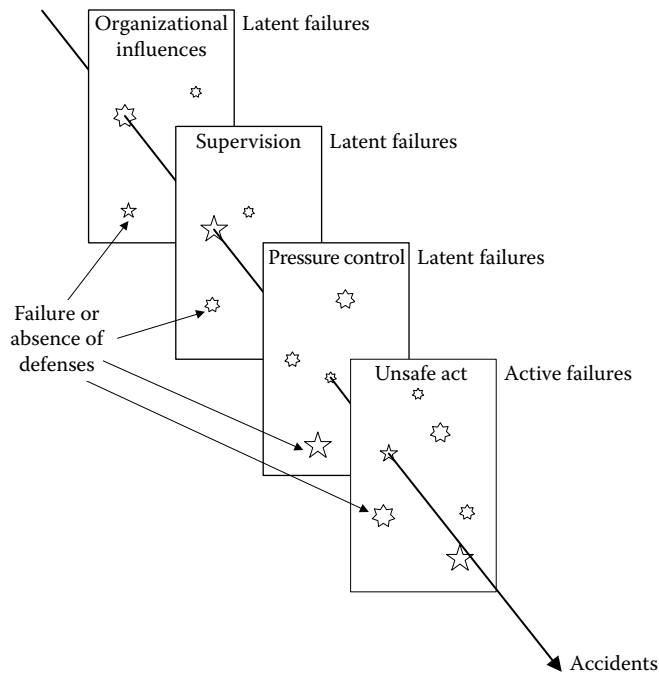 Organizational
influences
Latent failures
Supervision
Latent failures
Pressure control
Latent failures
Failure or
absence of
defenses
Unsafe act
Active failures
Accidents